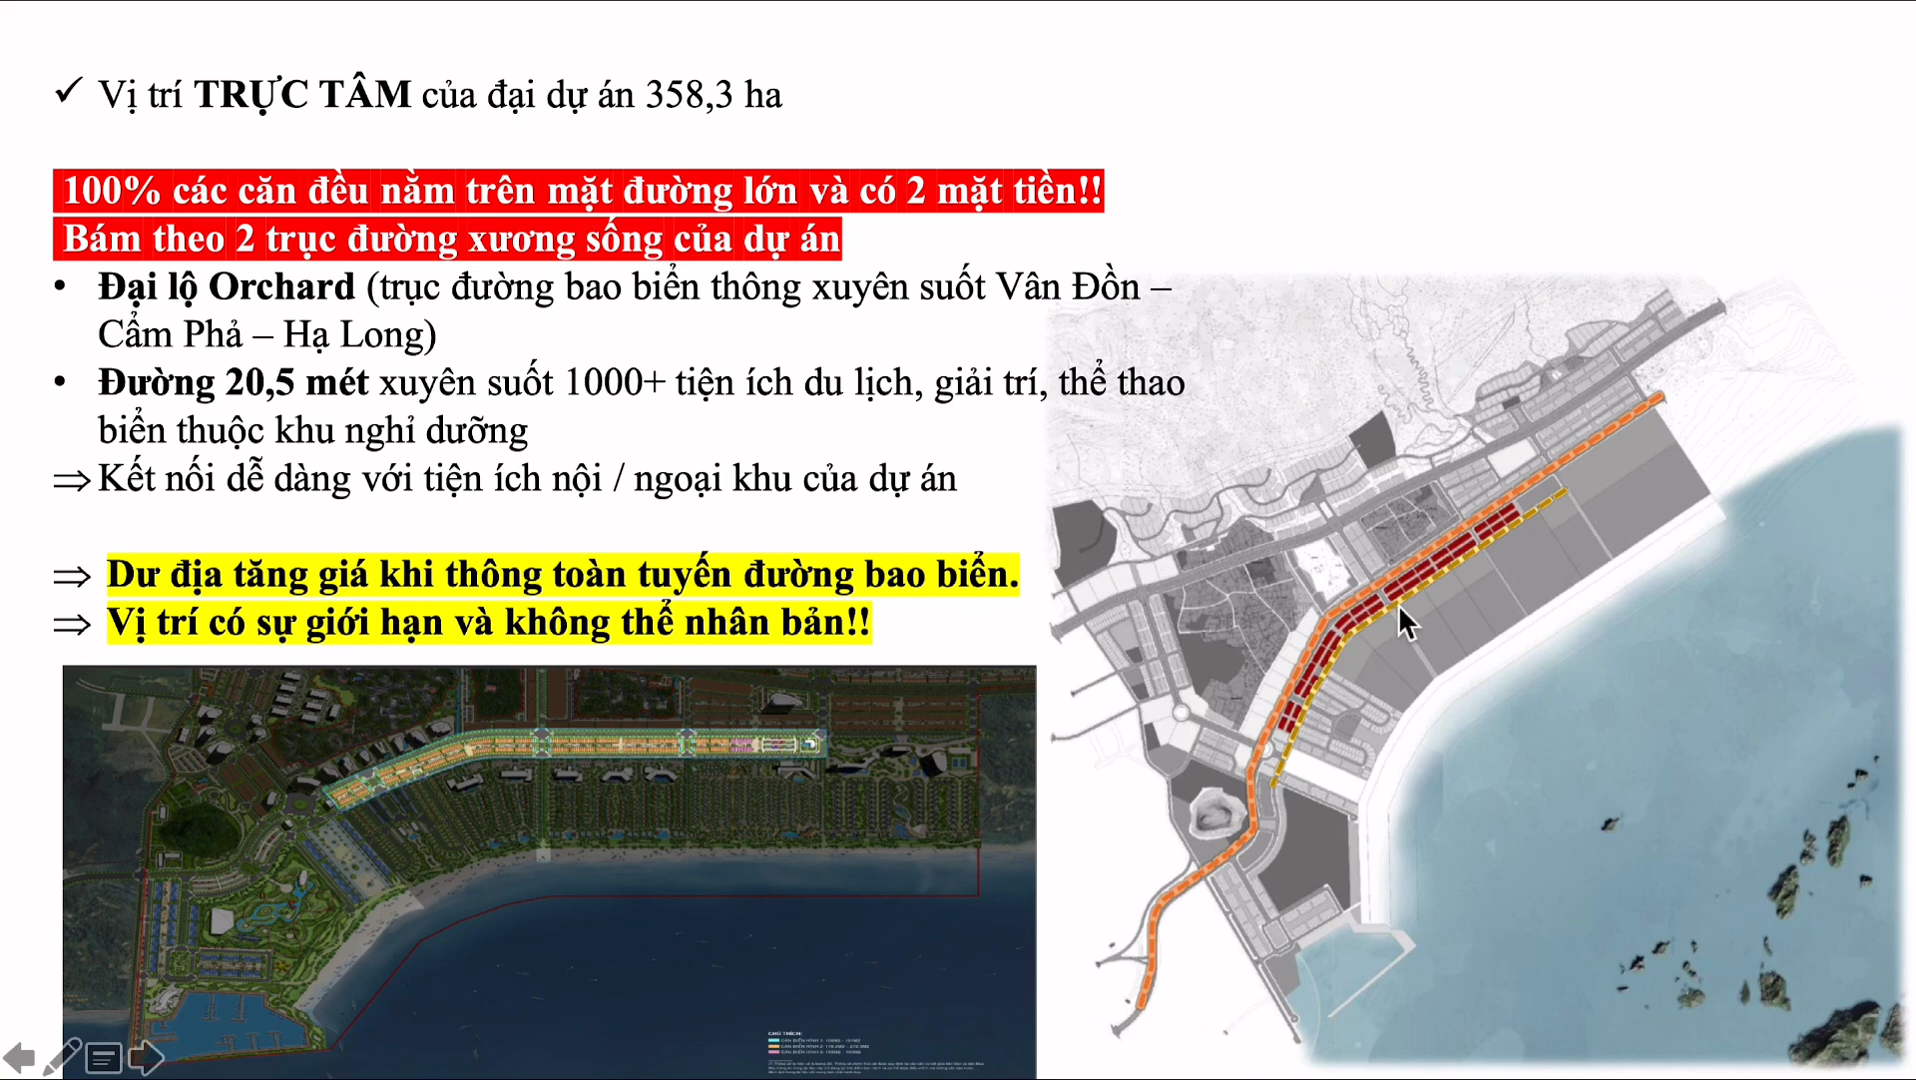 ✓ Vị trí TRỰC TÂM của đại dự án 358,3 ha
100% các căn đều nằm trên mặt đường lớn và có 2 mặt tiền!!
Bám theo 2 trục đường xương sống của dự án
• Đại lộ Orchard (trục đường bao biển thông xuyên suốt Vân Đồn –
Cẩm Phả – Hạ Long)
• Đường 20,5 mét xuyên suốt 1000+ tiện ích du lịch, giải trí, thể thao
biển thuộc khu nghỉ dưỡng
⇒ Kết nối dễ dàng với tiện ích nội / ngoại khu của dự án
⇒ Dư địa tăng giá khi thông toàn tuyến đường bao biển.
⇒ Vị trí có sự giới hạn và không thể nhân bản!!
CHÚ THÍCH: